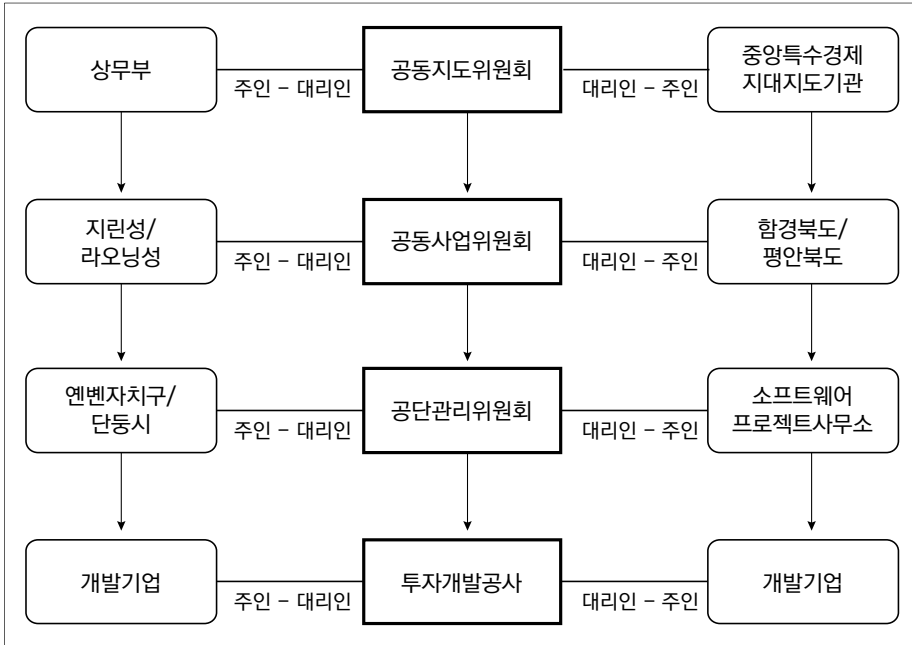 상무부
공동지도위원회
중앙특수경제
지대지도기관
주인 – 대리인
대리인 – 주인
지린성/
랴오닝성
공동사업위원회
함경북도/
평안북도
주인 – 대리인
대리인 – 주인
옌볜자치구/
단둥시
공단관리위원회
소프트웨어
프로젝트사무소
주인 – 대리인
대리인 – 주인
개발기업
투자개발공사
개발기업
주인 – 대리인
대리인 – 주인